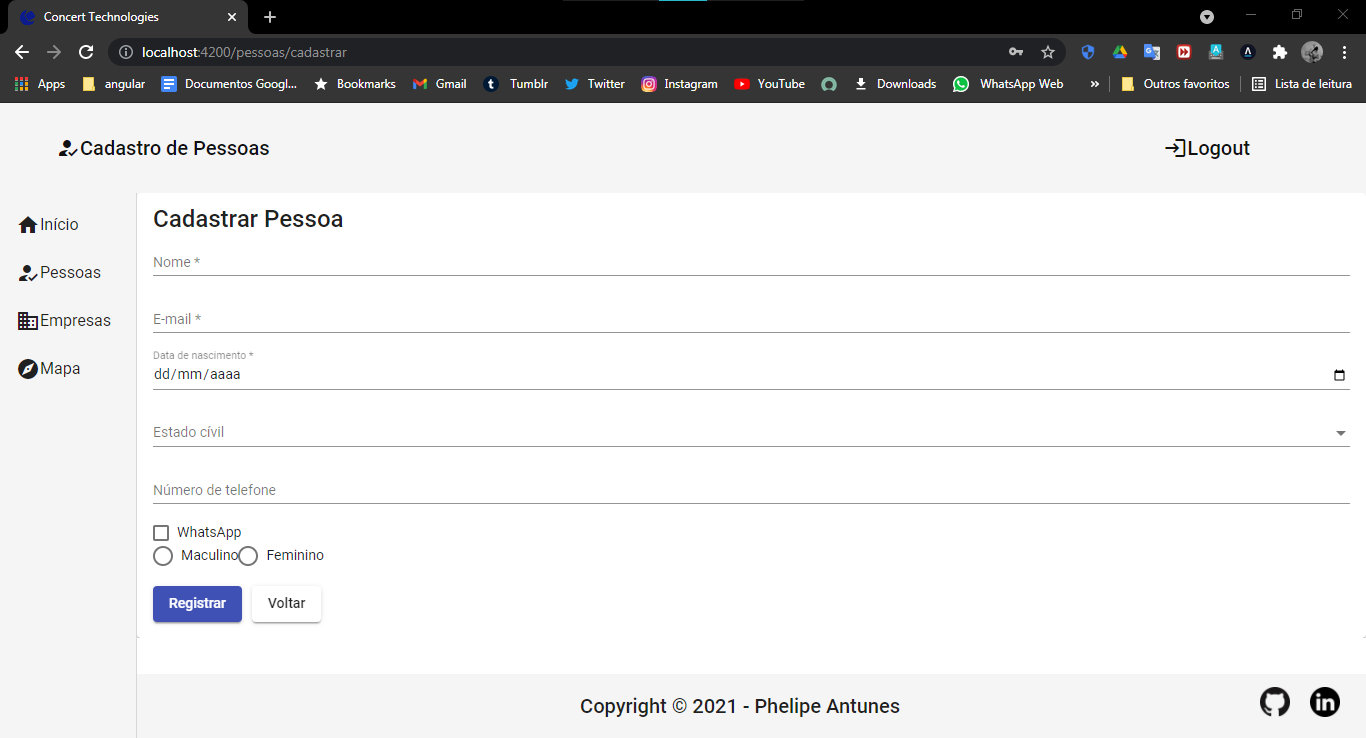 Concert Technologies
localhost:4200/pessoas/cadastrar
Apps angular Documentos Googl... Bookmarks Gmail Tumblr Twitter Instagram YouTube Downloads WhatsApp Web » Outros favoritos Lista de leitura
Cadastro de Pessoas Logout
Início
Pessoas
Empresas
Mapa
Cadastrar Pessoa
Nome *
E-mail *
Data de nascimento *
dd/mm/aaaa
Estado cívil
Número de telefone
WhatsApp
Maculino Feminino
Registrar Voltar
Copyright © 2021 - Phelipe Antunes